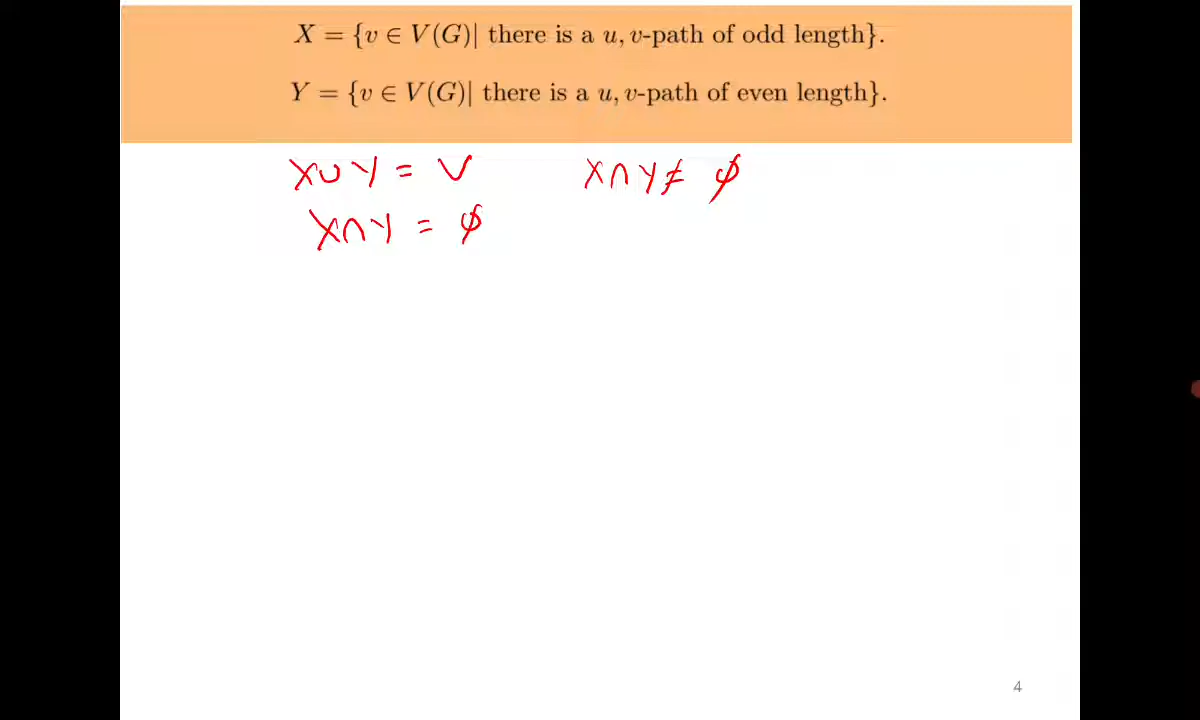 X = {v ∈ V(G)| there is a u, v-path of odd length}.
Y = {v ∈ V(G)| there is a u, v-path of even length}.
X ∪ Y = V X ∩ Y ≠ φ
X ∩ Y = φ
4